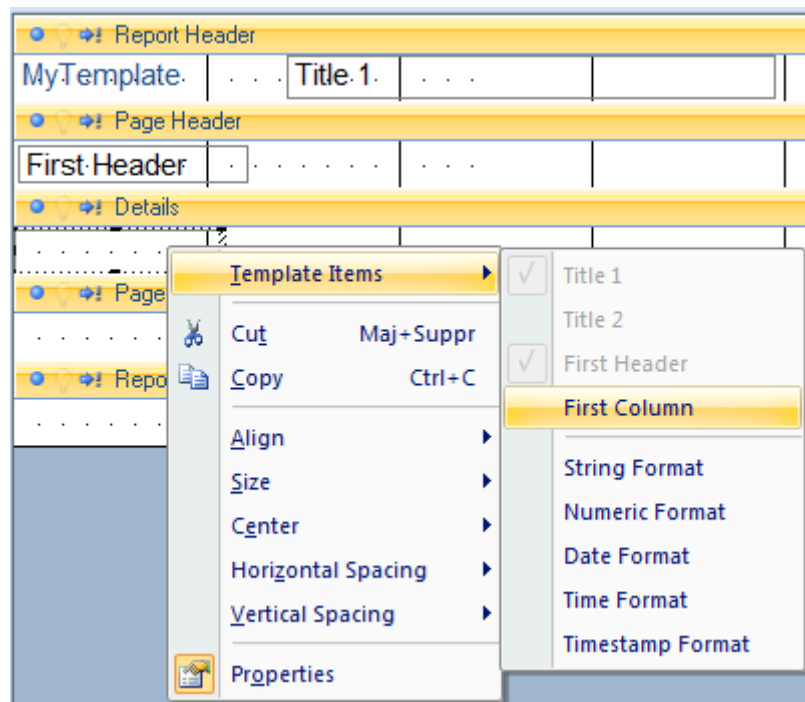 Report Header
MyTemplate Title 1
Page Header
First Header
Details
Template Items
Title 1
Page
Title 2
Cut Maj+Suppr
First Header
Repo
Copy Ctrl+C
First Column
Align
String Format
Size
Numeric Format
Center
Date Format
Horizontal Spacing
Time Format
Vertical Spacing
Timestamp Format
Properties